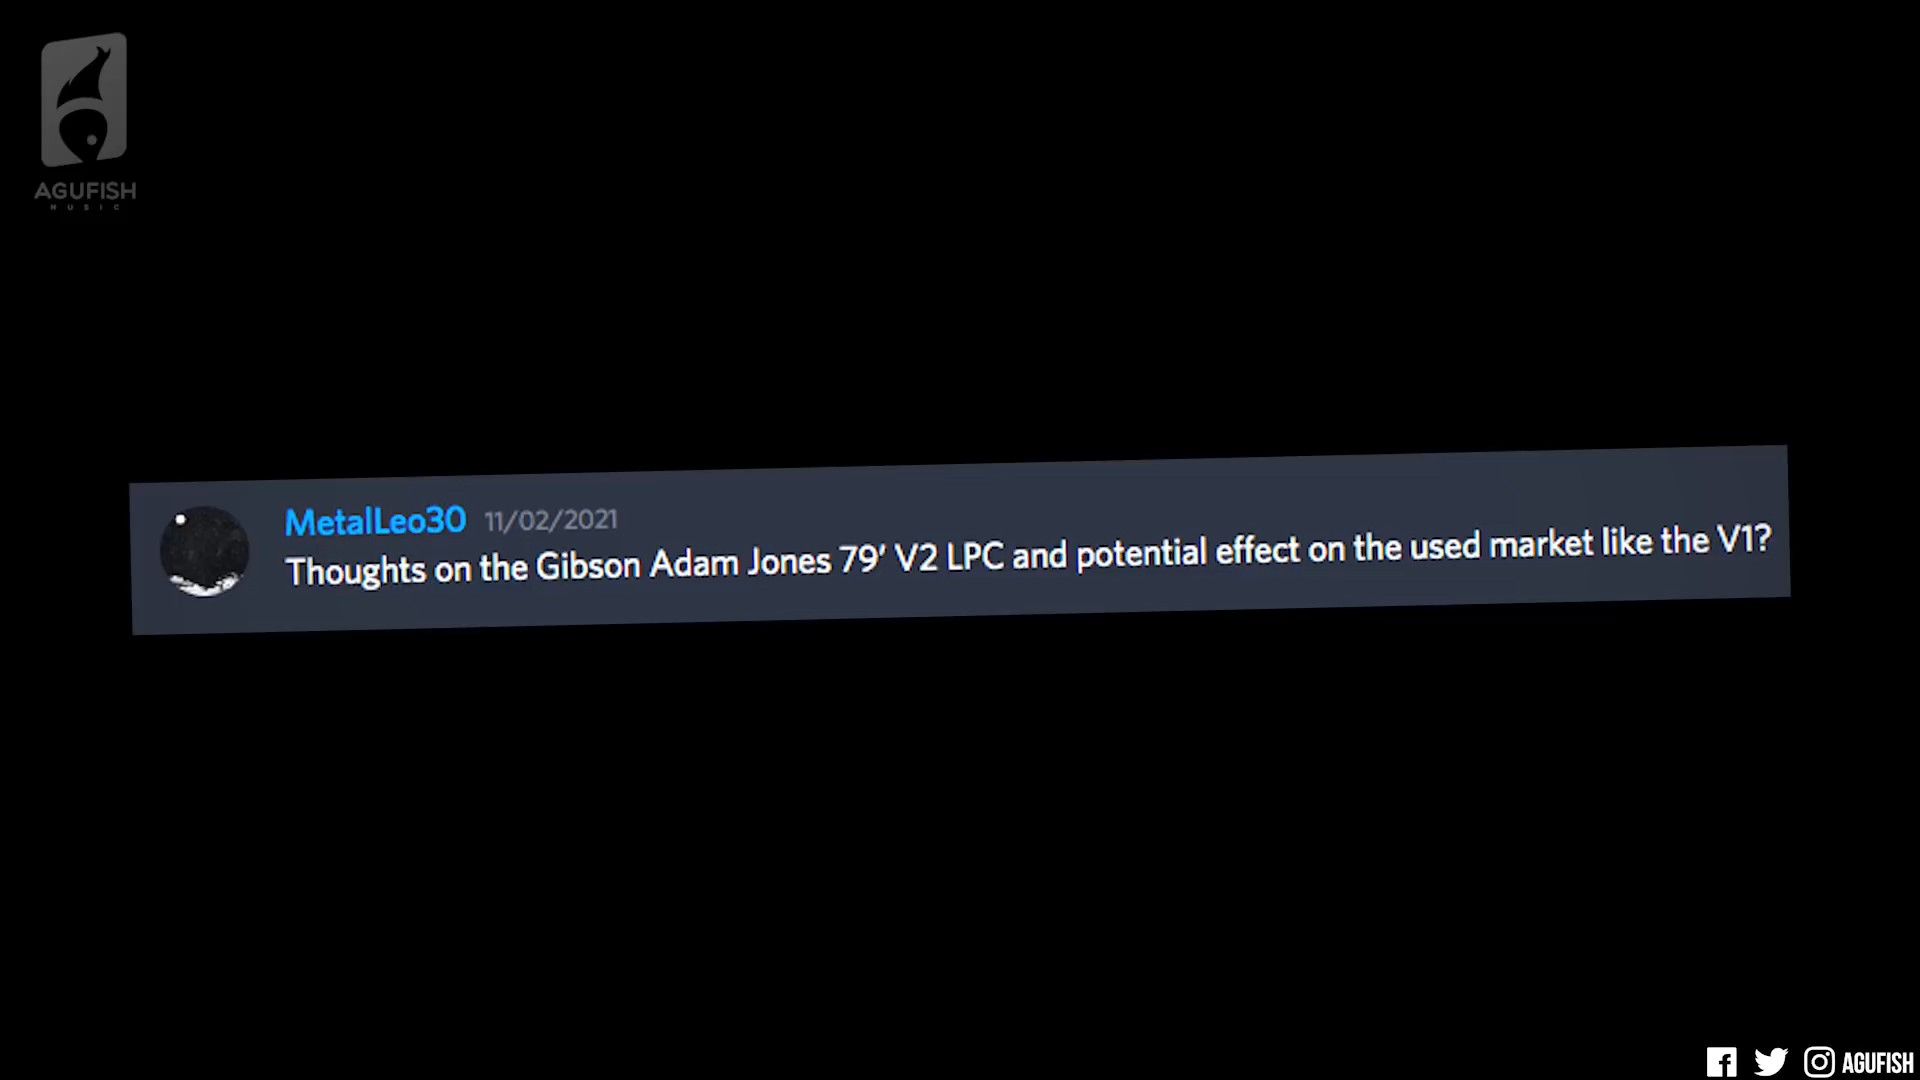 AGUFISH
MUSIC
MetalLeo30 11/02/2021
Thoughts on the Gibson Adam Jones 79’ V2 LPC and potential effect on the used market like the V1?
AGUFISH